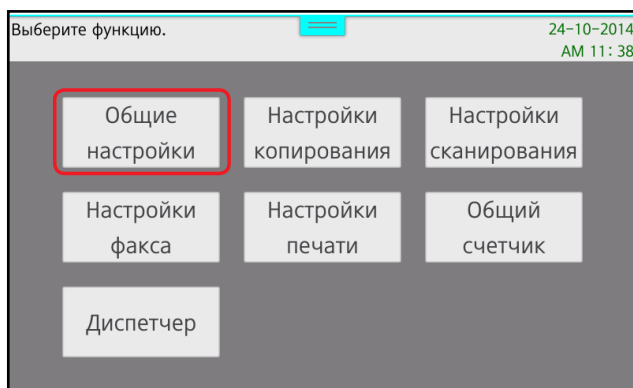 Выберите функцию.
24-10-2014
AM 11:38
Общие
настройки
Настройки
копирования
Настройки
сканирования
Настройки
факса
Настройки
печати
Общий
счетчик
Диспетчер